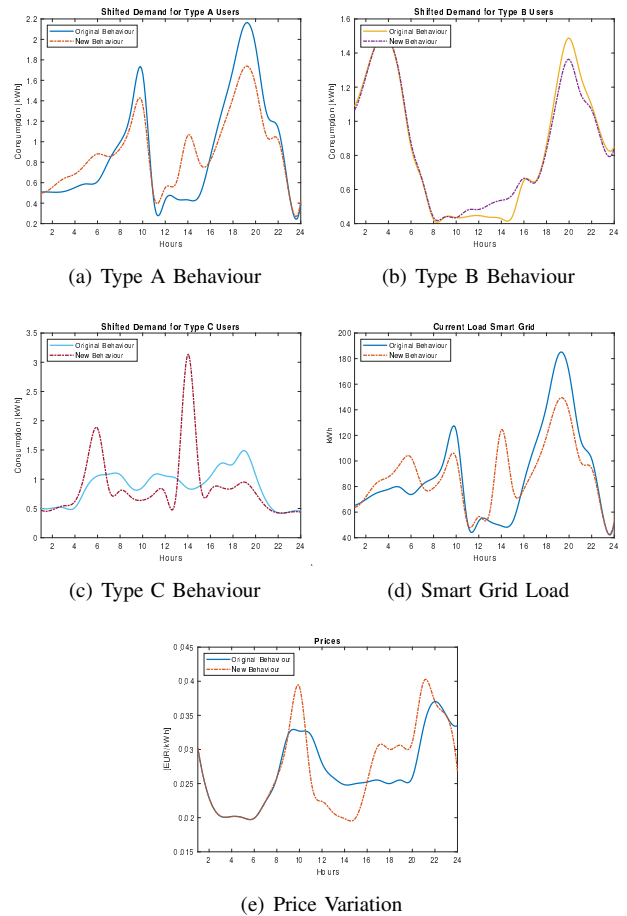 Shifted Demand for Type A Users
Original Behaviour
New Behaviour
Consumption [kWh]
2.2
2
1.8
1.6
1.4
1.2
1
0.8
0.6
0.4
0.2
2 4 6 8 10 12 14 16 18 20 22 24
Hours
(a) Type A Behaviour
Shifted Demand for Type B Users
Original Behaviour
New Behaviour
Consumption [kWh]
1.6
1.4
1.2
1
0.8
0.6
0.4
2 4 6 8 10 12 14 16 18 20 22 24
Hours
(b) Type B Behaviour
Shifted Demand for Type C Users
Original Behaviour
New Behaviour
Consumption [kWh]
3.5
3
2.5
2
1.5
1
0.5
0
2 4 6 8 10 12 14 16 18 20 22 24
Hours
(c) Type C Behaviour
Current Load Smart Grid
Original Behaviour
New Behaviour
kWh
200
180
160
140
120
100
80
60
40
2 4 6 8 10 12 14 16 18 20 22 24
Hours
(d) Smart Grid Load
Prices
Original Behaviour
New Behaviour
[EUR/kWh]
0.045
0.04
0.035
0.03
0.025
0.02
0.015
2 4 6 8 10 12 14 16 18 20 22 24
Hours
(e) Price Variation